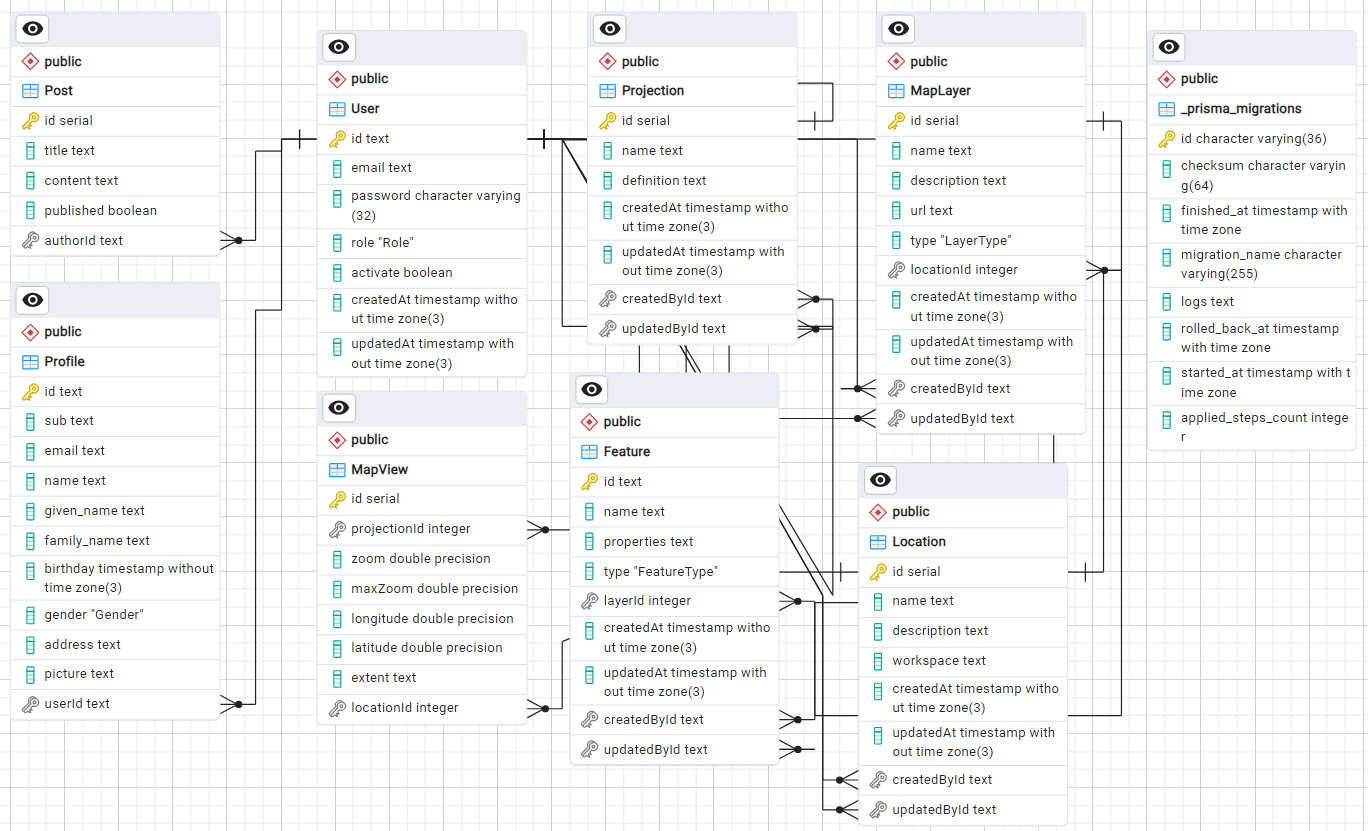 public
Post
id serial
title text
content text
published boolean
authorId text
public
Profile
id text
sub text
email text
name text
given_name text
family_name text
birthday timestamp without
time zone(3)
gender "Gender"
address text
picture text
userId text
public
User
id text
email text
password character varying
(32)
role "Role"
activate boolean
createdAt timestamp witho
ut time zone(3)
updatedAt timestamp with
out time zone(3)
public
MapView
id serial
projectionId integer
zoom double precision
maxZoom double precision
longitude double precision
latitude double precision
extent text
locationId integer
public
Projection
id serial
name text
definition text
createdAt timestamp witho
ut time zone(3)
updatedAt timestamp with
out time zone(3)
createdById text
updatedById text
public
Feature
id text
name text
properties text
type "FeatureType"
layerId integer
createdAt timestamp witho
ut time zone(3)
updatedAt timestamp with
out time zone(3)
createdById text
updatedById text
public
MapLayer
id serial
name text
description text
url text
type "LayerType"
locationId integer
createdAt timestamp witho
ut time zone(3)
updatedAt timestamp with
out time zone(3)
createdById text
updatedById text
public
Location
id serial
name text
description text
workspace text
createdAt timestamp witho
ut time zone(3)
updatedAt timestamp with
out time zone(3)
createdById text
updatedById text
public
_prisma_migrations
id character varying(36)
checksum character varyin
g(64)
finished_at timestamp with
time zone
migration_name character
varying(255)
logs text
rolled_back_at timestamp
with time zone
started_at timestamp with t
ime zone
applied_steps_count intege
r